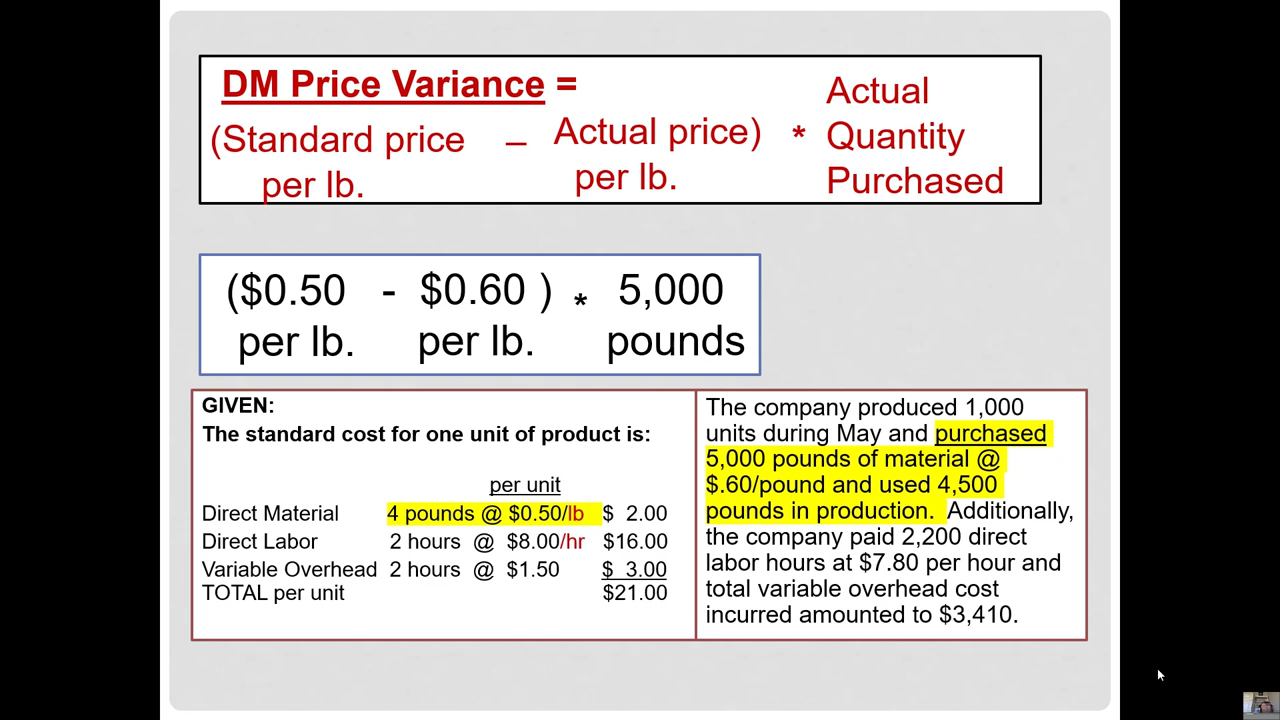 DM Price Variance =
(Standard price – Actual price) * Actual Quantity Purchased
per lb. per lb.
($0.50 - $0.60 ) * 5,000
per lb. per lb. pounds
GIVEN:
The standard cost for one unit of product is:
per unit
Direct Material 4 pounds @ $0.50/lb $ 2.00
Direct Labor 2 hours @ $8.00/hr $16.00
Variable Overhead 2 hours @ $1.50 $ 3.00
TOTAL per unit $21.00
The company produced 1,000
units during May and purchased
5,000 pounds of material @
$.60/pound and used 4,500
pounds in production. Additionally,
the company paid 2,200 direct
labor hours at $7.80 per hour and
total variable overhead cost
incurred amounted to $3,410.